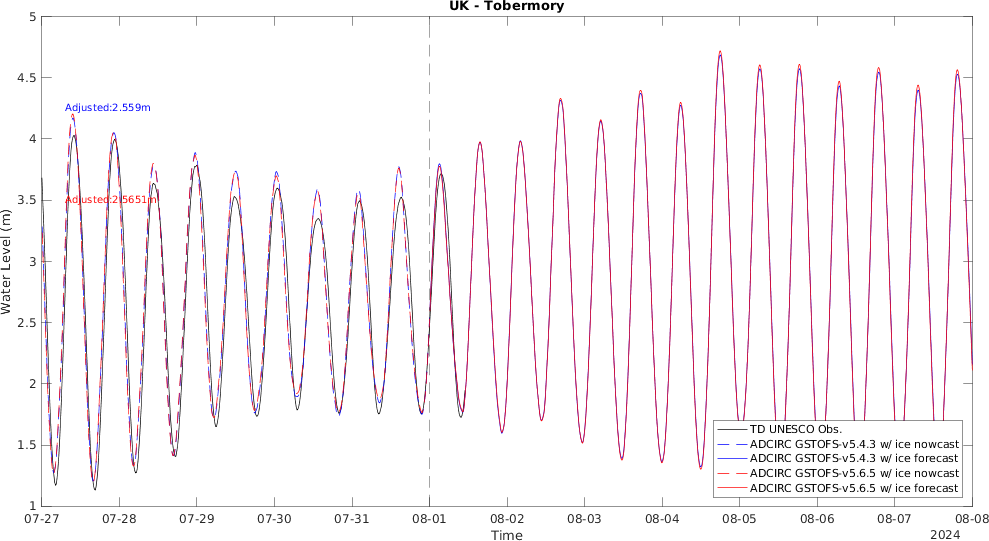 UK - Tobermory
5
4.5
4
3.5
3
2.5
2
1.5
1
Water Level (m)
Adjusted:2.559m
Adjusted:2.5651m
TD UNESCO Obs.
ADCIRC GSTOFS-v5.4.3 w/ ice nowcast
ADCIRC GSTOFS-v5.4.3 w/ ice forecast
ADCIRC GSTOFS-v5.6.5 w/ ice nowcast
ADCIRC GSTOFS-v5.6.5 w/ ice forecast
07-27 07-28 07-29 07-30 07-31 08-01 08-02 08-03 08-04 08-05 08-06 08-07 08-08
Time
2024